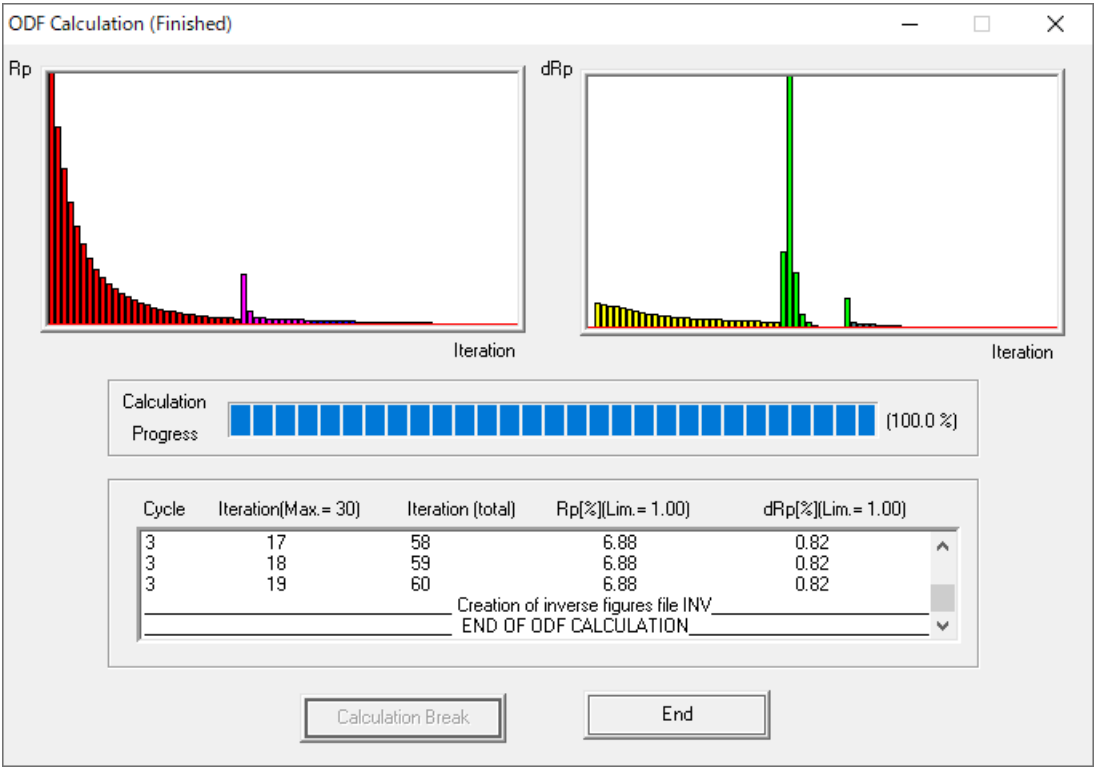 ODF Calculation (Finished)
Rp
dRp
Iteration
Iteration
Calculation
Progress
(100.0 %)
Cycle Iteration(Max.= 30) Iteration (total) Rp[%](Lim.= 1.00) dRp[%](Lim.= 1.00)
3 17 58 6.88 0.82
3 18 59 6.88 0.82
3 19 60 6.88 0.82
Creation of inverse figures file INV
END OF ODF CALCULATION
Calculation Break
End